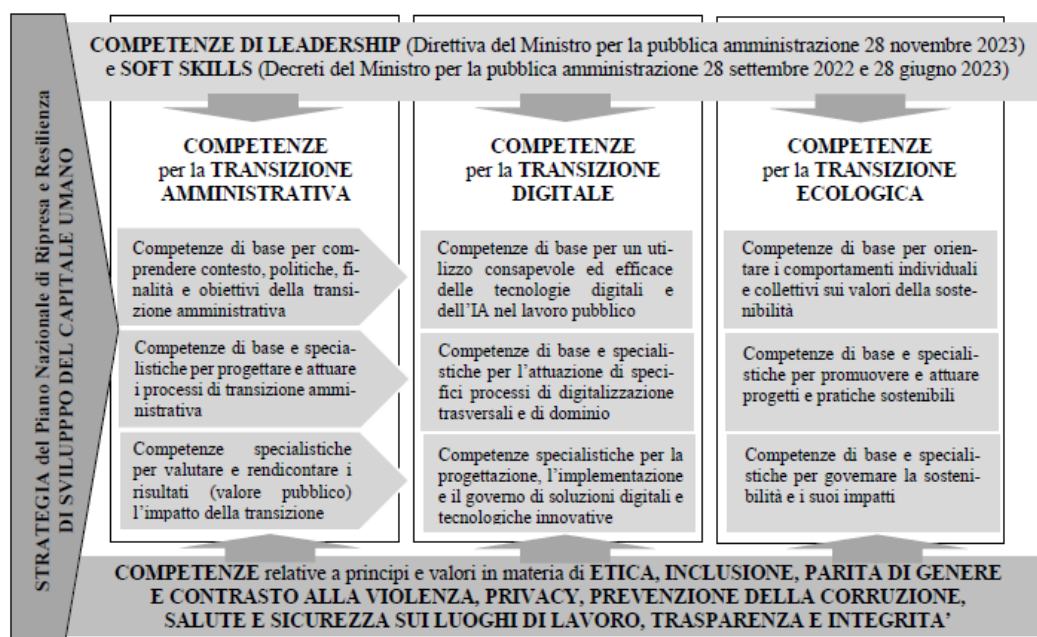 STRATEGIA del Piano Nazionale di Ripresa e Resilienza
DI SVILUPPO DEL CAPITALE UMANO
COMPETENZE DI LEADERSHIP (Direttiva del Ministro per la pubblica amministrazione 28 novembre 2023)
e SOFT SKILLS (Decreti del Ministro per la pubblica amministrazione 28 settembre 2022 e 28 giugno 2023)
COMPETENZE
per la TRANSIZIONE
AMMINISTRATIVA
Competenze di base per com-
prendere contesto, politiche, fi-
nalità e obiettivi della transi-
zione amministrativa
Competenze di base e specia-
listiche per progettare e attuare
i processi di transizione ammi-
nistrativa
Competenze specialistiche
per valutare e rendicontare i
risultati (valore pubblico)
l'impatto della transizione
COMPETENZE
per la TRANSIZIONE
DIGITALE
Competenze di base per un uti-
lizzo consapevole ed efficace
delle tecnologie digitali e
dell'IA nel lavoro pubblico
Competenze di base e speciali-
stiche per l'attuazione di speci-
fici processi di digitalizzazione
trasversali e di dominio
Competenze specialistiche per la
progettazione, l'implementazione
e il governo di soluzioni digitali e
tecnologiche innovative
COMPETENZE
per la TRANSIZIONE
ECOLOGICA
Competenze di base per orien-
tare i comportamenti individuali
e collettivi sui valori della soste-
nibilità
Competenze di base e speciali-
stiche per promuovere e attuare
progetti e pratiche sostenibili
Competenze di base e speciali-
stiche per governare la sosteni-
bilità e i suoi impatti
COMPETENZE relative a principi e valori in materia di ETICA, INCLUSIONE, PARITA DI GENERE
E CONTRASTO ALLA VIOLENZA, PRIVACY, PREVENZIONE DELLA CORRUZIONE,
SALUTE E SICUREZZA SUI LUOGHI DI LAVORO, TRASPARENZA E INTEGRITA'